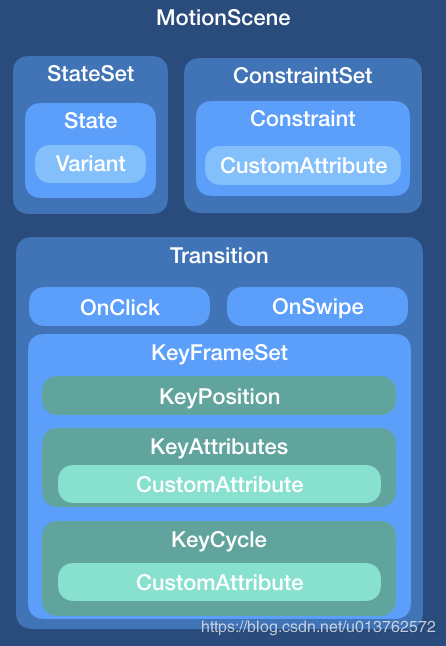 MotionScene
StateSet
State
Variant
ConstraintSet
Constraint
CustomAttribute
Transition
OnClick
OnSwipe
KeyFrameSet
KeyPosition
KeyAttributes
CustomAttribute
KeyCycle
CustomAttribute
https://blog.csdn.net/u013762572